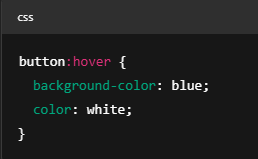 css
button:hover {
  background-color: blue;
  color: white;
}